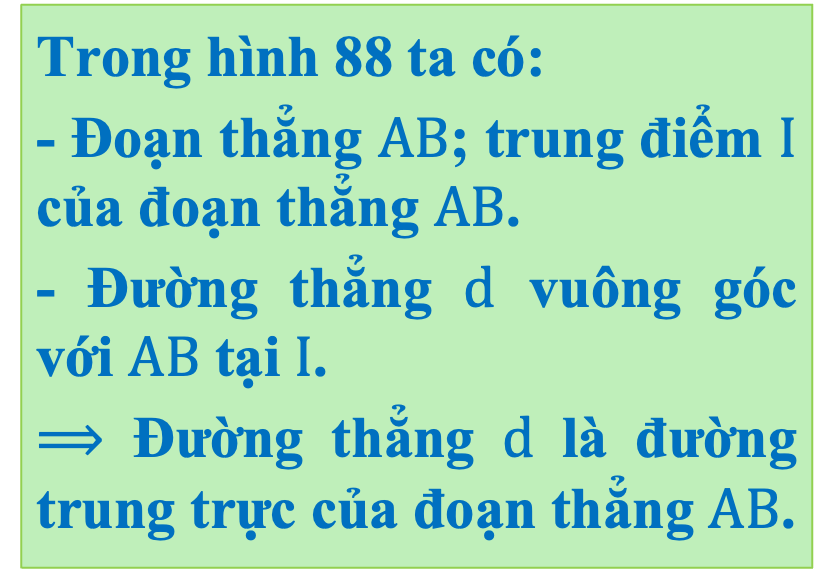 Trong hình 88 ta có:
- Đoạn thẳng AB; trung điểm I
của đoạn thẳng AB.
- Đường thẳng d vuông góc
với AB tại I.
⟹ Đường thẳng d là đường
trung trực của đoạn thẳng AB.